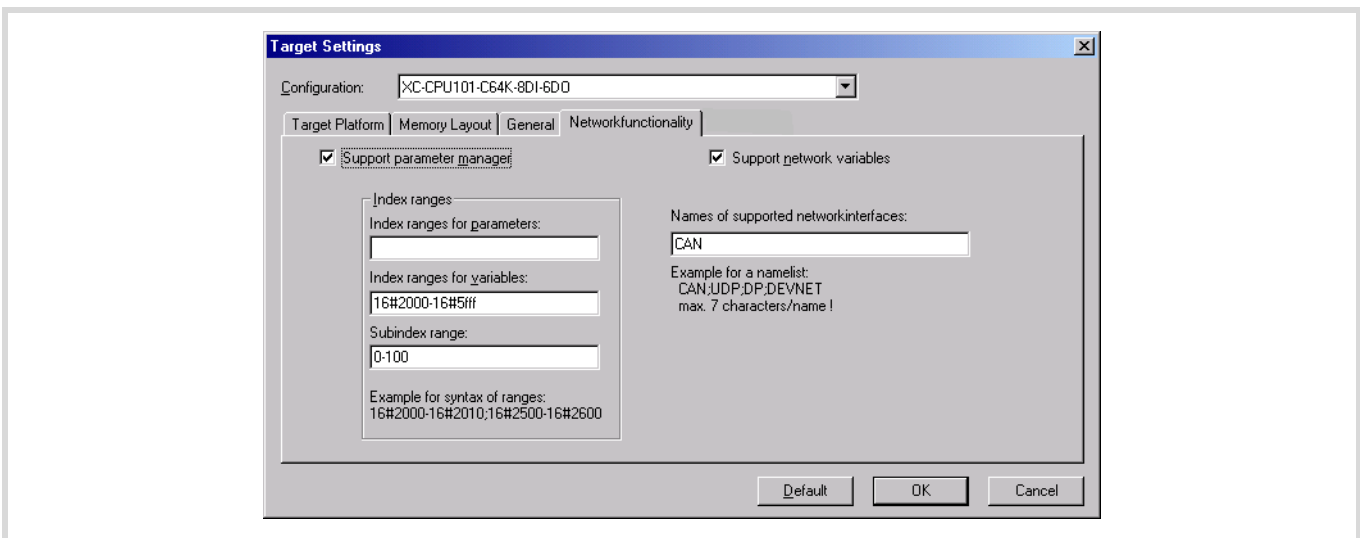 Target Settings
Configuration:
XC-CPU101-C64K-8DI-6DO
Target Platform
Memory Layout
General
Networkfunctionality
Support parameter manager
Support network variables
Index ranges
Index ranges for parameters:
Index ranges for variables:
16#2000-16#5fff
Subindex range:
0-100
Example for syntax of ranges:
16#2000-16#2010;16#2500-16#2600
Names of supported networkinterfaces:
CAN
Example for a namelist:
CAN;UDP;DP;DEVNET
max. 7 characters/name !
Default
OK
Cancel